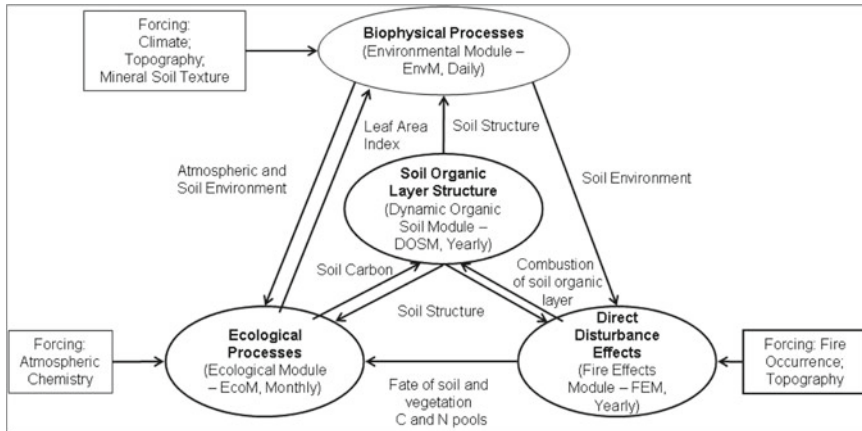 Forcing:
Climate;
Topography;
Mineral Soil Texture
Biophysical Processes
(Environmental Module –
EnvM, Daily)
Leaf Area
Index
Soil Structure
Atmospheric and
Soil Environment
Soil Organic
Layer Structure
(Dynamic Organic
Soil Module –
DOSM, Yearly)
Soil Environment
Soil Carbon
Combustion
of soil organic
layer
Soil Structure
Forcing:
Atmospheric
Chemistry
Ecological
Processes
(Ecological Module
– EcoM, Monthly)
Fate of soil and
vegetation
C and N pools
Direct
Disturbance
Effects
(Fire Effects
Module – FEM,
Yearly)
Forcing: Fire
Occurrence;
Topography